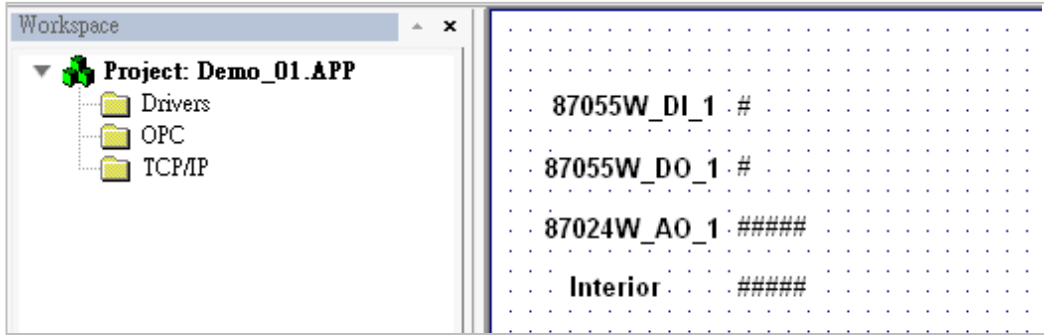 Workspace
Project: Demo_01.APP
Drivers
OPC
TCP/IP
87055W_DI_1 #
87055W_DO_1 #
87024W_AO_1 #####
Interior #####